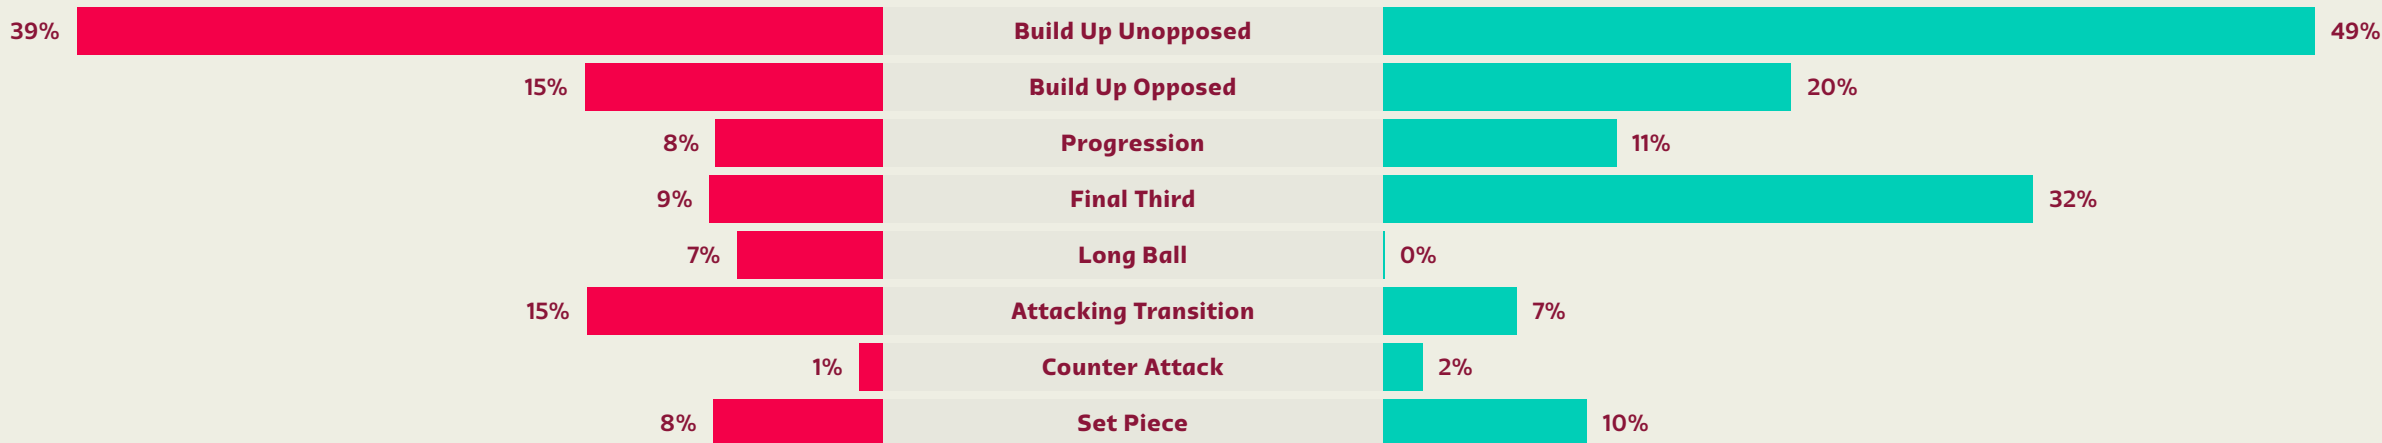 39% Build Up Unopposed 49%
15% Build Up Opposed 20%
8% Progression 11%
9% Final Third 32%
7% Long Ball 0%
15% Attacking Transition 7%
1% Counter Attack 2%
8% Set Piece 10%